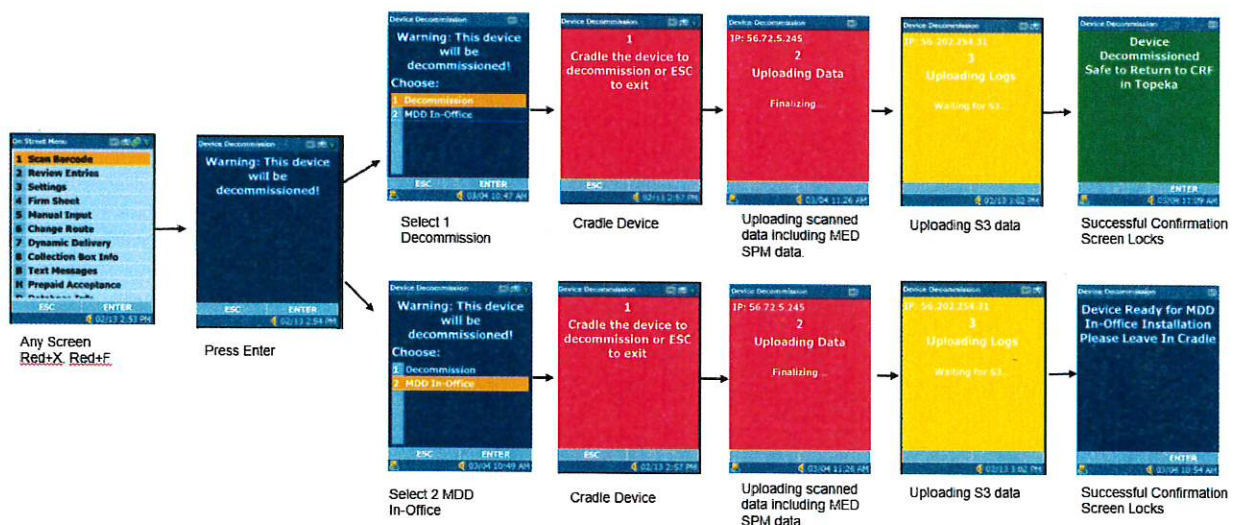 On Street Menu
1 Scan Barcode
2 Review Entries
3 Settings
4 Firm Sheet
5 Manual Input
6 Change Route
7 Dynamic Delivery
8 Collection Box Info
Text Messages
Prepaid Acceptance
ESC ENTER
02/13 2:53 PM
Any Screen
Red+X, Red+F
Device Decommission
Warning: This device
will be
decommissioned!
ESC ENTER
02/13 2:54 PM
Press Enter
Device Decommission
Warning: This device
will be
decommissioned!
Choose:
1 Decommission
2 MDD In-Office
ESC ENTER
03/04 10:47 AM
Select 1
Decommission
Device Decommission
1
Cradle the device to
decommission or ESC
to exit
ESC
02/13 2:57 PM
Cradle Device
Device Decommission
IP: 56.72.5.245
2
Uploading Data
Finalizing...
03/04 11:26 AM
Uploading scanned
data including MED
SPM data.
Device Decommission
IP: 56.202.254.31
3
Uploading Logs
Waiting for S3...
02/13 3:02 PM
Uploading S3 data
Device Decommission
Device
Decommissioned
Safe to Return to CRF
in Topeka
ENTER
03/04 11:09 AM
Successful Confirmation
Screen Locks
Device Decommission
Warning: This device
will be
decommissioned!
Choose:
1 Decommission
2 MDD In-Office
ESC ENTER
03/04 10:49 AM
Select 2 MDD
In-Office
Device Decommission
1
Cradle the device to
decommission or ESC
to exit
ESC
02/13 2:57 PM
Cradle Device
Device Decommission
IP: 56.72.5.245
2
Uploading Data
Finalizing...
03/04 11:26 AM
Uploading scanned
data including MED
SPM data
Device Decommission
IP: 56.202.254.31
3
Uploading Logs
Waiting for S3...
02/13 3:02 PM
Uploading S3 data
Device Decommission
Device Ready for MDD
In-Office Installation
Please Leave In Cradle
ENTER
03/04 10:54 AM
Successful Confirmation
Screen Locks